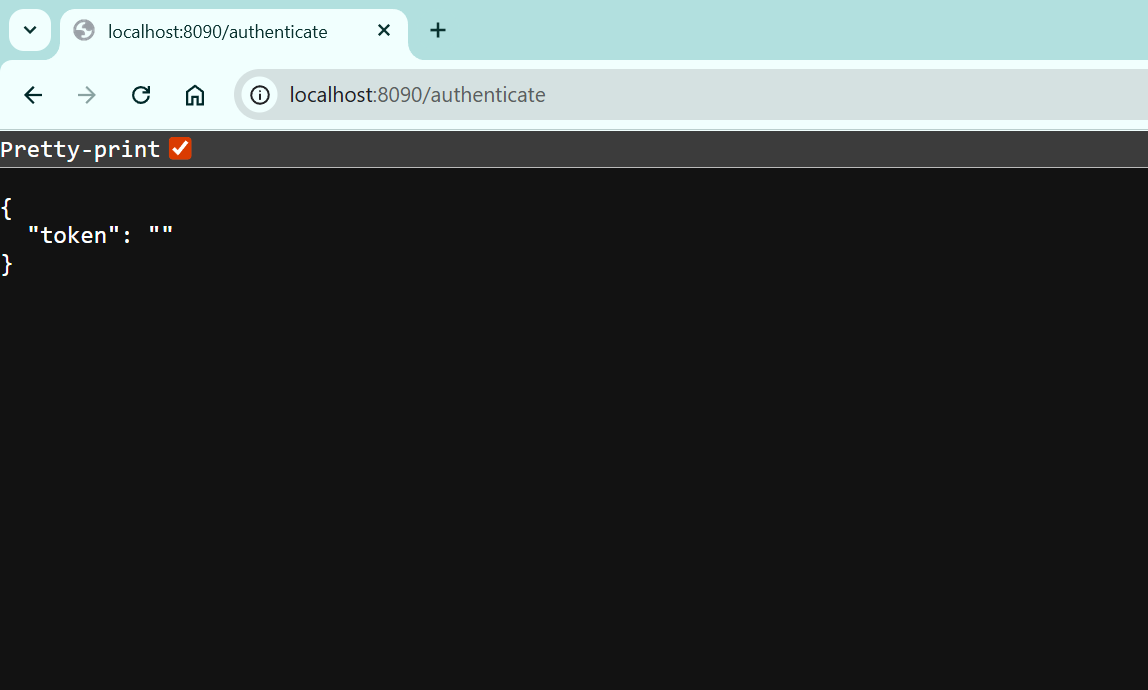 localhost:8090/authenticate
localhost:8090/authenticate
Pretty-print
{
  "token": ""
}